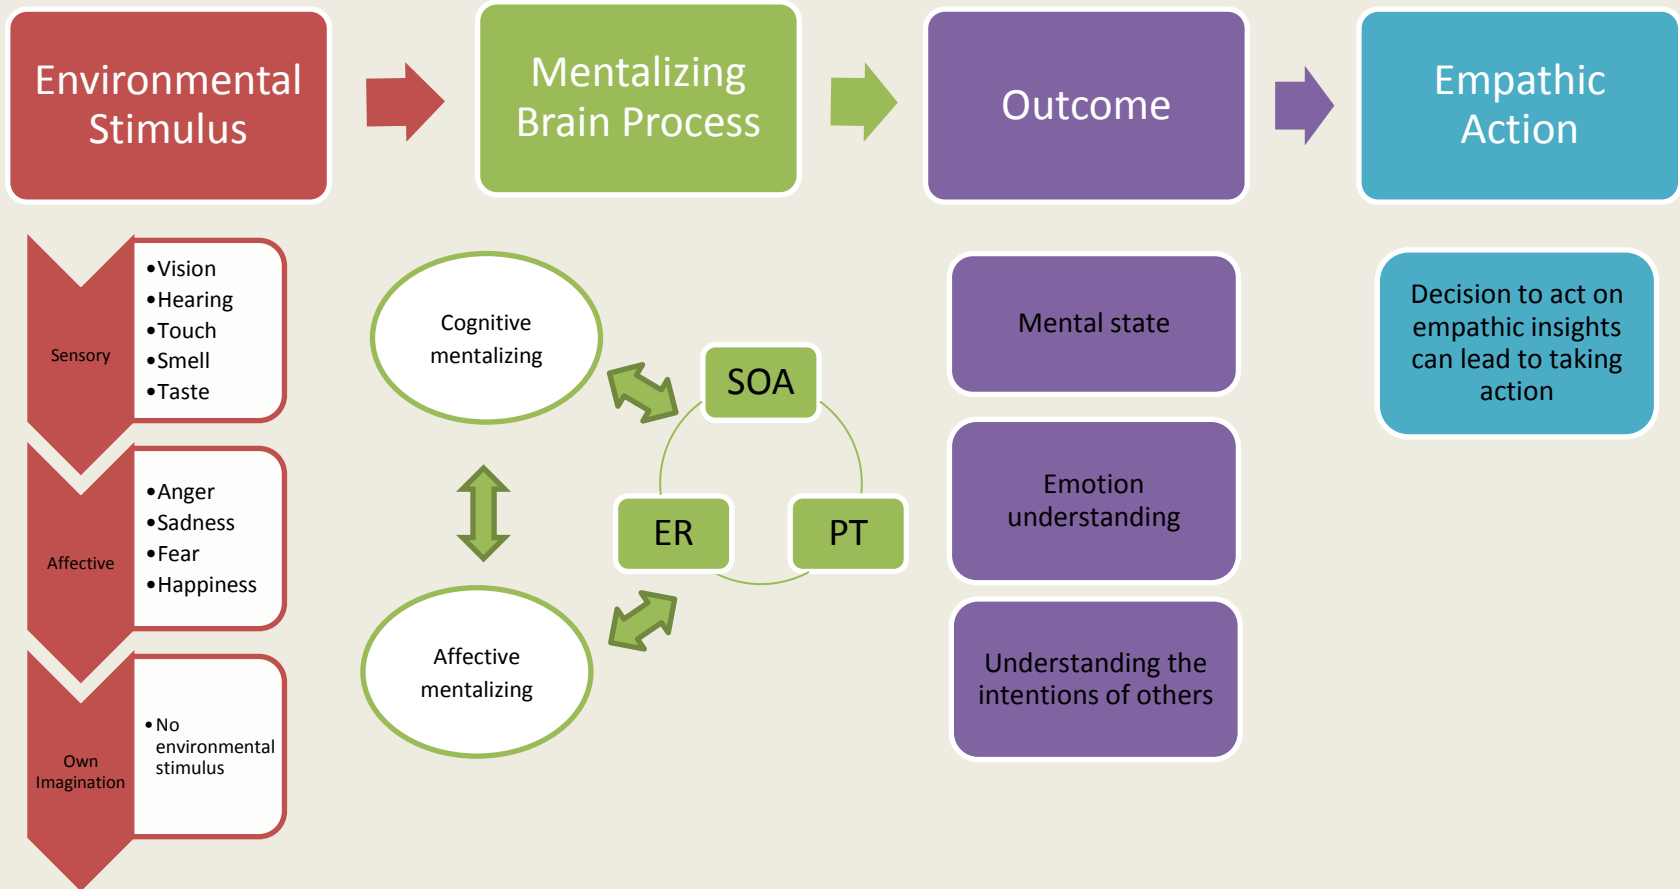 Environmental
Stimulus
Mentalizing
Brain Process
Outcome
Empathic
Action
Sensory
•Vision
•Hearing
•Touch
•Smell
•Taste
Affective
•Anger
•Sadness
•Fear
•Happiness
Own
Imagination
•No
environmental
stimulus
Cognitive
mentalizing
Affective
mentalizing
SOA
ER
PT
Mental state
Emotion
understanding
Understanding the
intentions of others
Decision to act on
empathic insights
can lead to taking
action